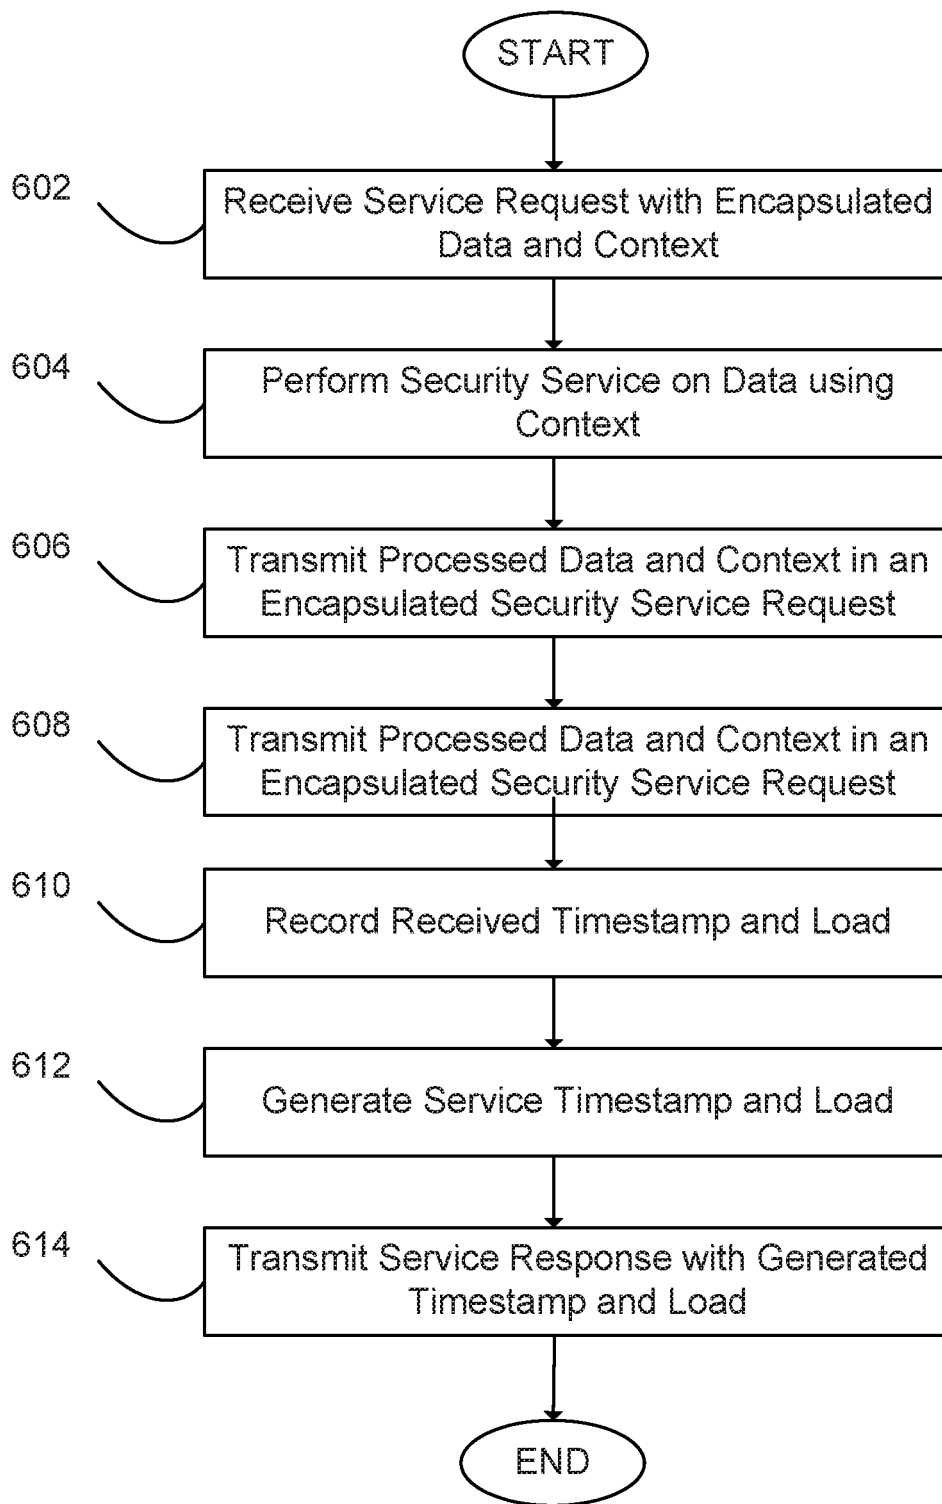 START
602
Receive Service Request with Encapsulated
Data and Context
604
Perform Security Service on Data using
Context
606
Transmit Processed Data and Context in an
Encapsulated Security Service Request
608
Transmit Processed Data and Context in an
Encapsulated Security Service Request
610
Record Received Timestamp and Load
612
Generate Service Timestamp and Load
614
Transmit Service Response with Generated
Timestamp and Load
END